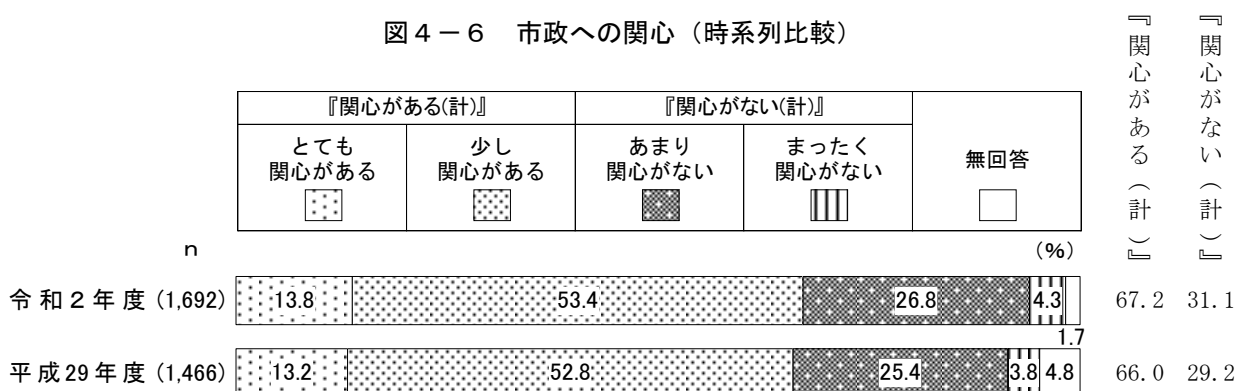 図４－６　市政への関心（時系列比較）
『関心がある（計）』
『関心がない（計）』
『関心がある(計)』
『関心がない(計)』
とても
関心がある
少し
関心がある
あまり
関心がない
まったく
関心がない
無回答
ｎ
(％)
令和２年度 (1,692)
13.8
53.4
26.8
4.3
1.7
67.2
31.1
平成29年度 (1,466)
13.2
52.8
25.4
3.8
4.8
66.0
29.2